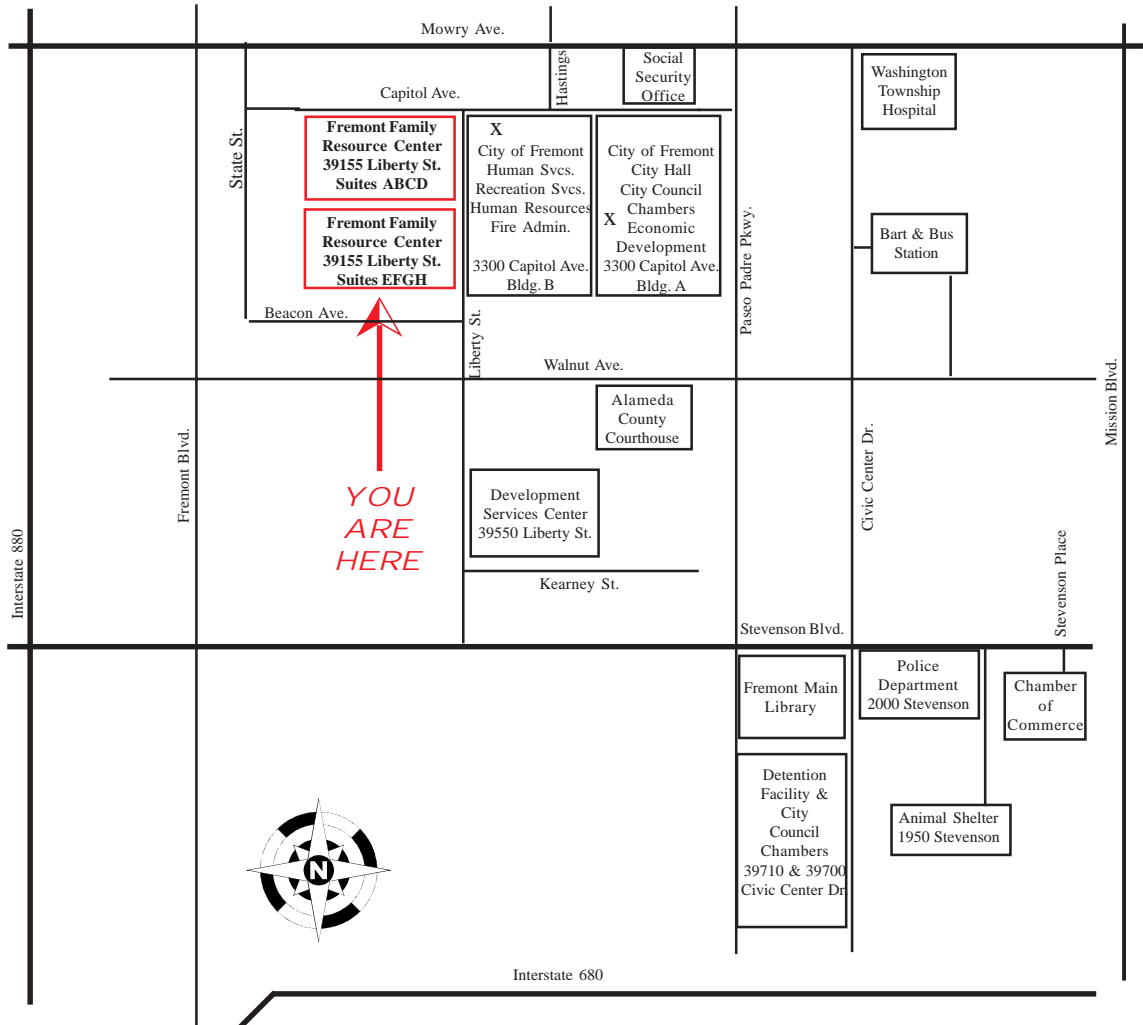 Mowry Ave.
Hastings
Social
Security
Office
Washington
Township
Hospital
Capitol Ave.
State St.
Fremont Family
Resource Center
39155 Liberty St.
Suites ABCD
Fremont Family
Resource Center
39155 Liberty St.
Suites EFGH
X
City of Fremont
Human Svcs.
Recreation Svcs.
Human Resources
Fire Admin.
3300 Capitol Ave.
Bldg. B
City of Fremont
City Hall
City Council
X Chambers
Economic
Development
3300 Capitol Ave.
Bldg. A
Paseo Padre Pkwy.
Bart & Bus
Station
Beacon Ave.
Liberty St.
Walnut Ave.
Mission Blvd.
Alameda
County
Courthouse
Fremont Blvd.
Civic Center Dr.
YOU
ARE
HERE
Development
Services Center
39550 Liberty St.
Interstate 880
Kearney St.
Stevenson Place
Stevenson Blvd.
Fremont Main
Library
Police
Department
2000 Stevenson
Chamber
of
Commerce
Detention
Facility &
City
Council
Chambers
39710 & 39700
Civic Center Dr.
Animal Shelter
1950 Stevenson
N
Interstate 680